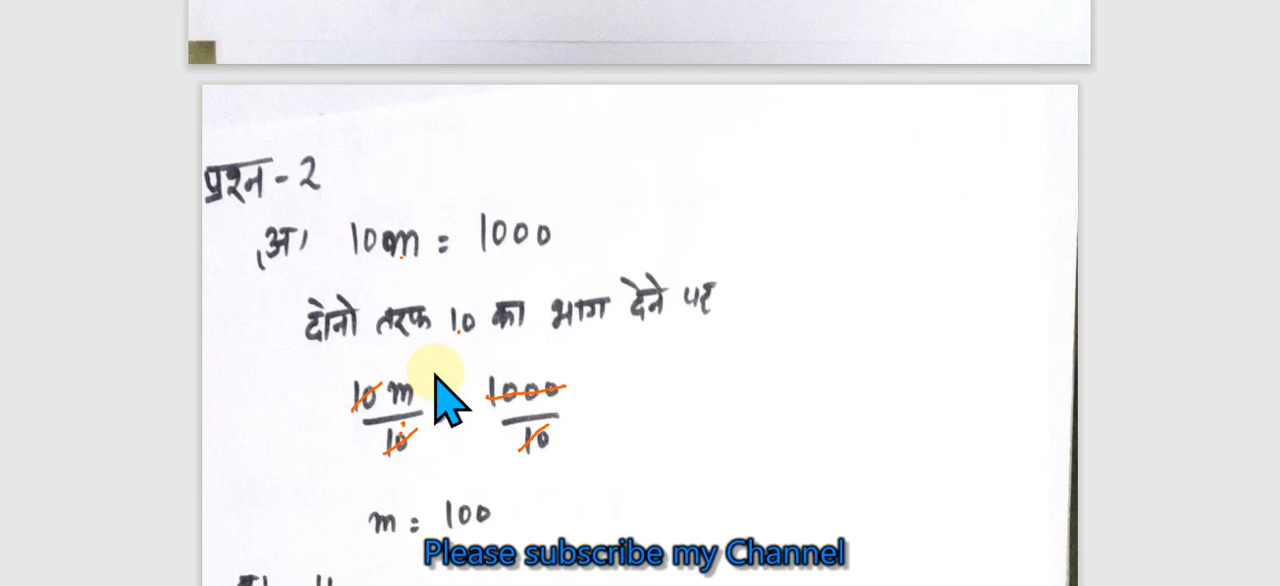 प्रश्न-2
(अ) 10m = 1000
दोनो तरफ 10 का भाग देने पर
10m/10 1000/10
m = 100
Please subscribe my Channel